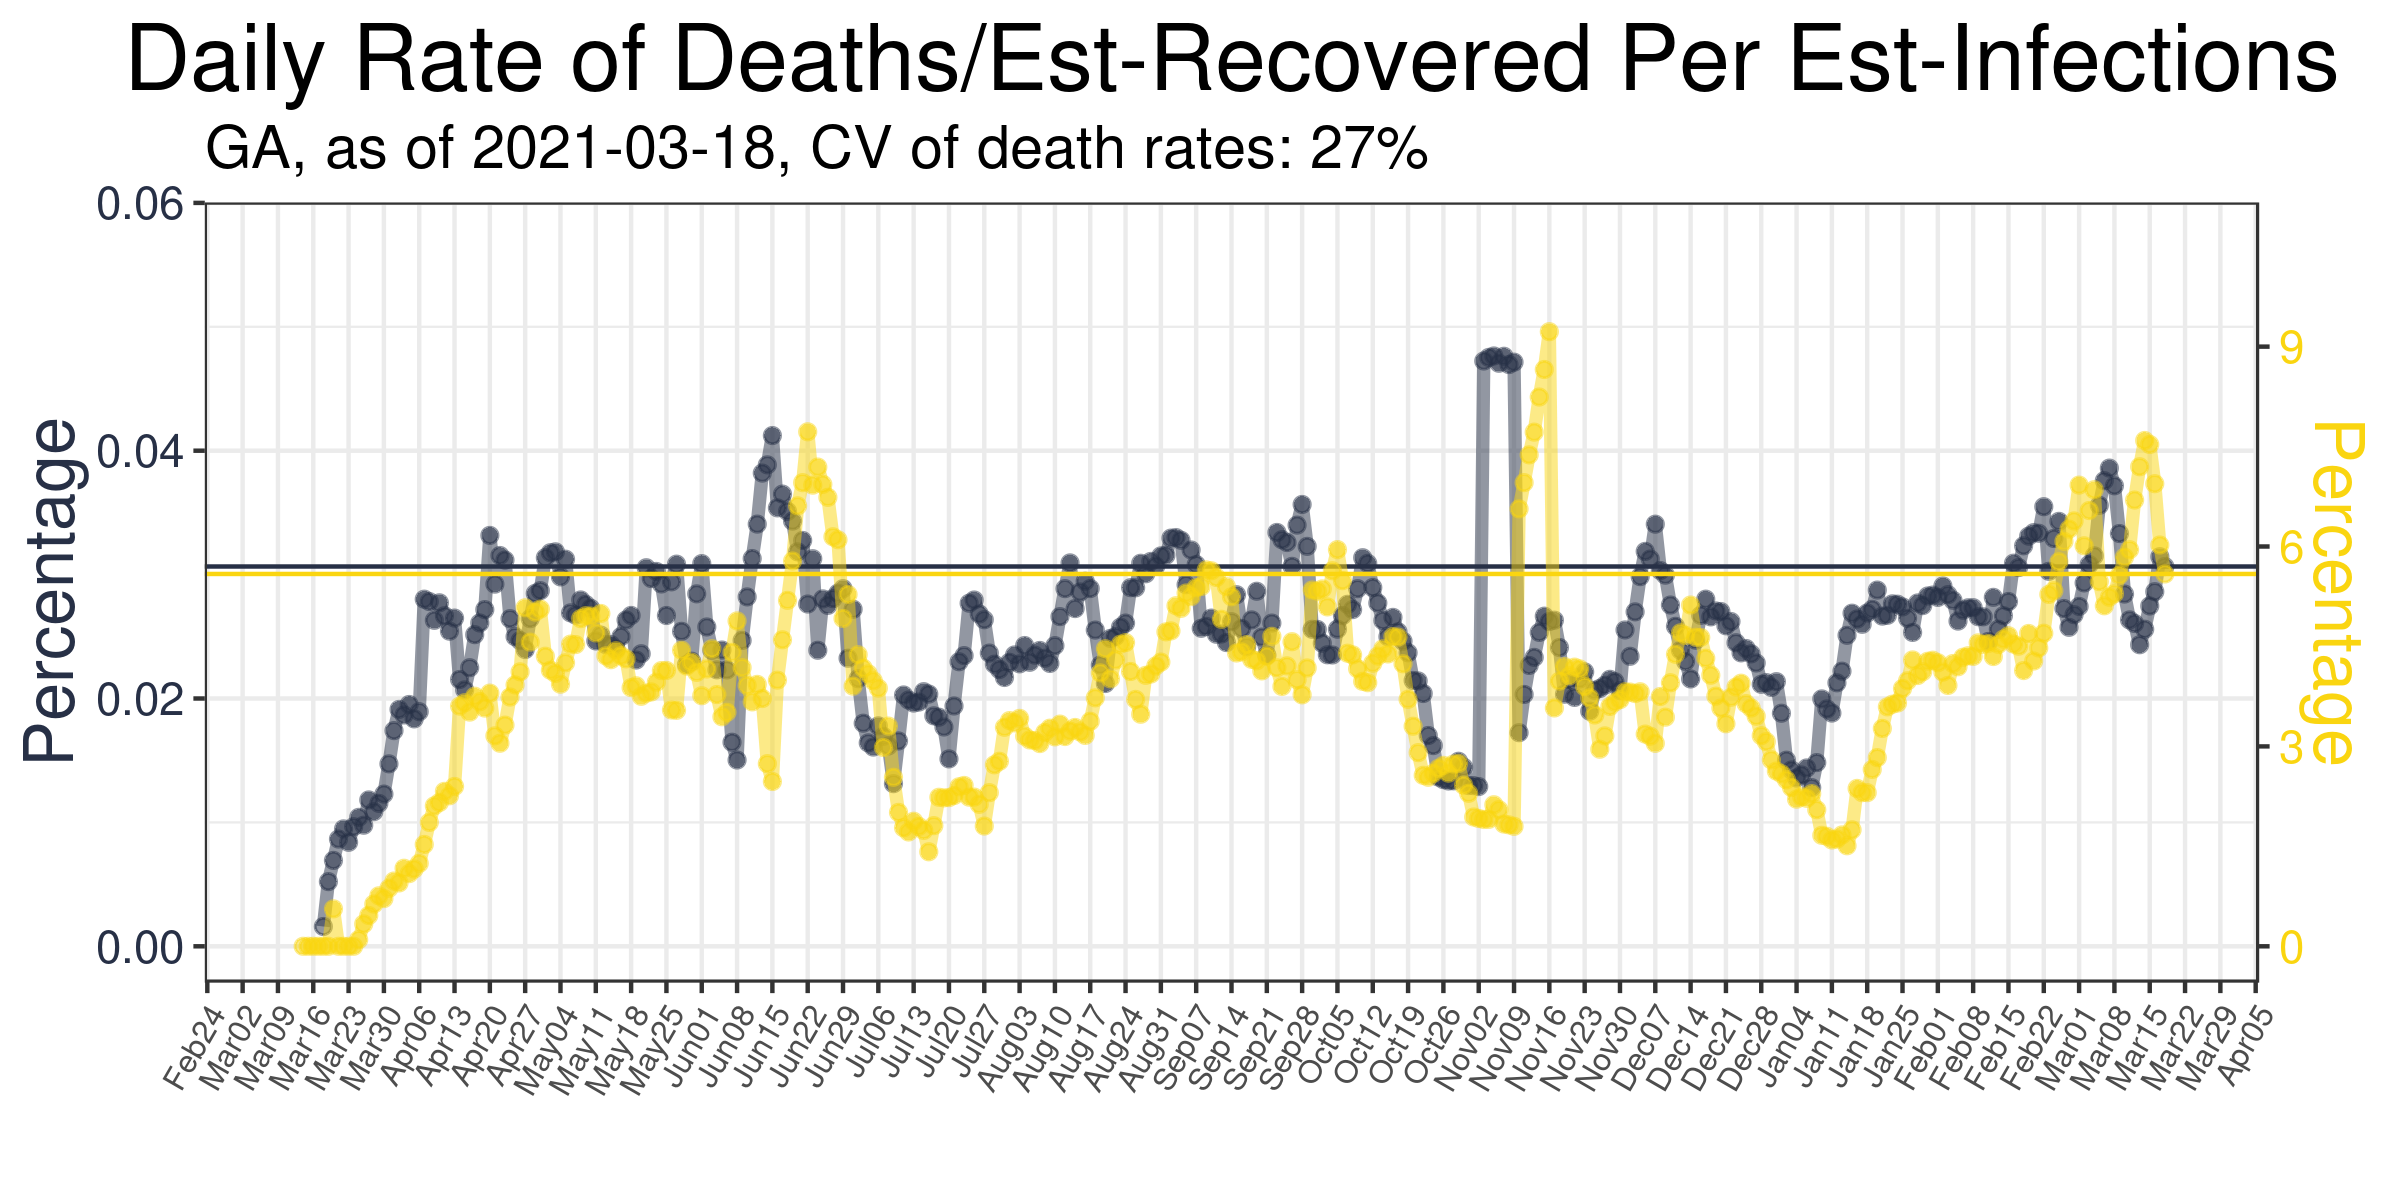 Daily Rate of Deaths/Est-Recovered Per Est-Infections
GA, as of 2021-03-18, CV of death rates: 27%
Percentage
0.06
0.04
0.02
0.00
9
6
3
0
Percentage
Feb24
Mar02
Mar09
Mar16
Mar23
Mar30
Apr06
Apr13
Apr20
Apr27
May04
May11
May18
May25
Jun01
Jun08
Jun15
Jun22
Jun29
Jul06
Jul13
Jul20
Jul27
Aug03
Aug10
Aug17
Aug24
Aug31
Sep07
Sep14
Sep21
Sep28
Oct05
Oct12
Oct19
Oct26
Nov02
Nov09
Nov16
Nov23
Nov30
Dec07
Dec14
Dec21
Dec28
Jan04
Jan11
Jan18
Jan25
Feb01
Feb08
Feb15
Feb22
Mar01
Mar08
Mar15
Mar22
Mar29
Apr05